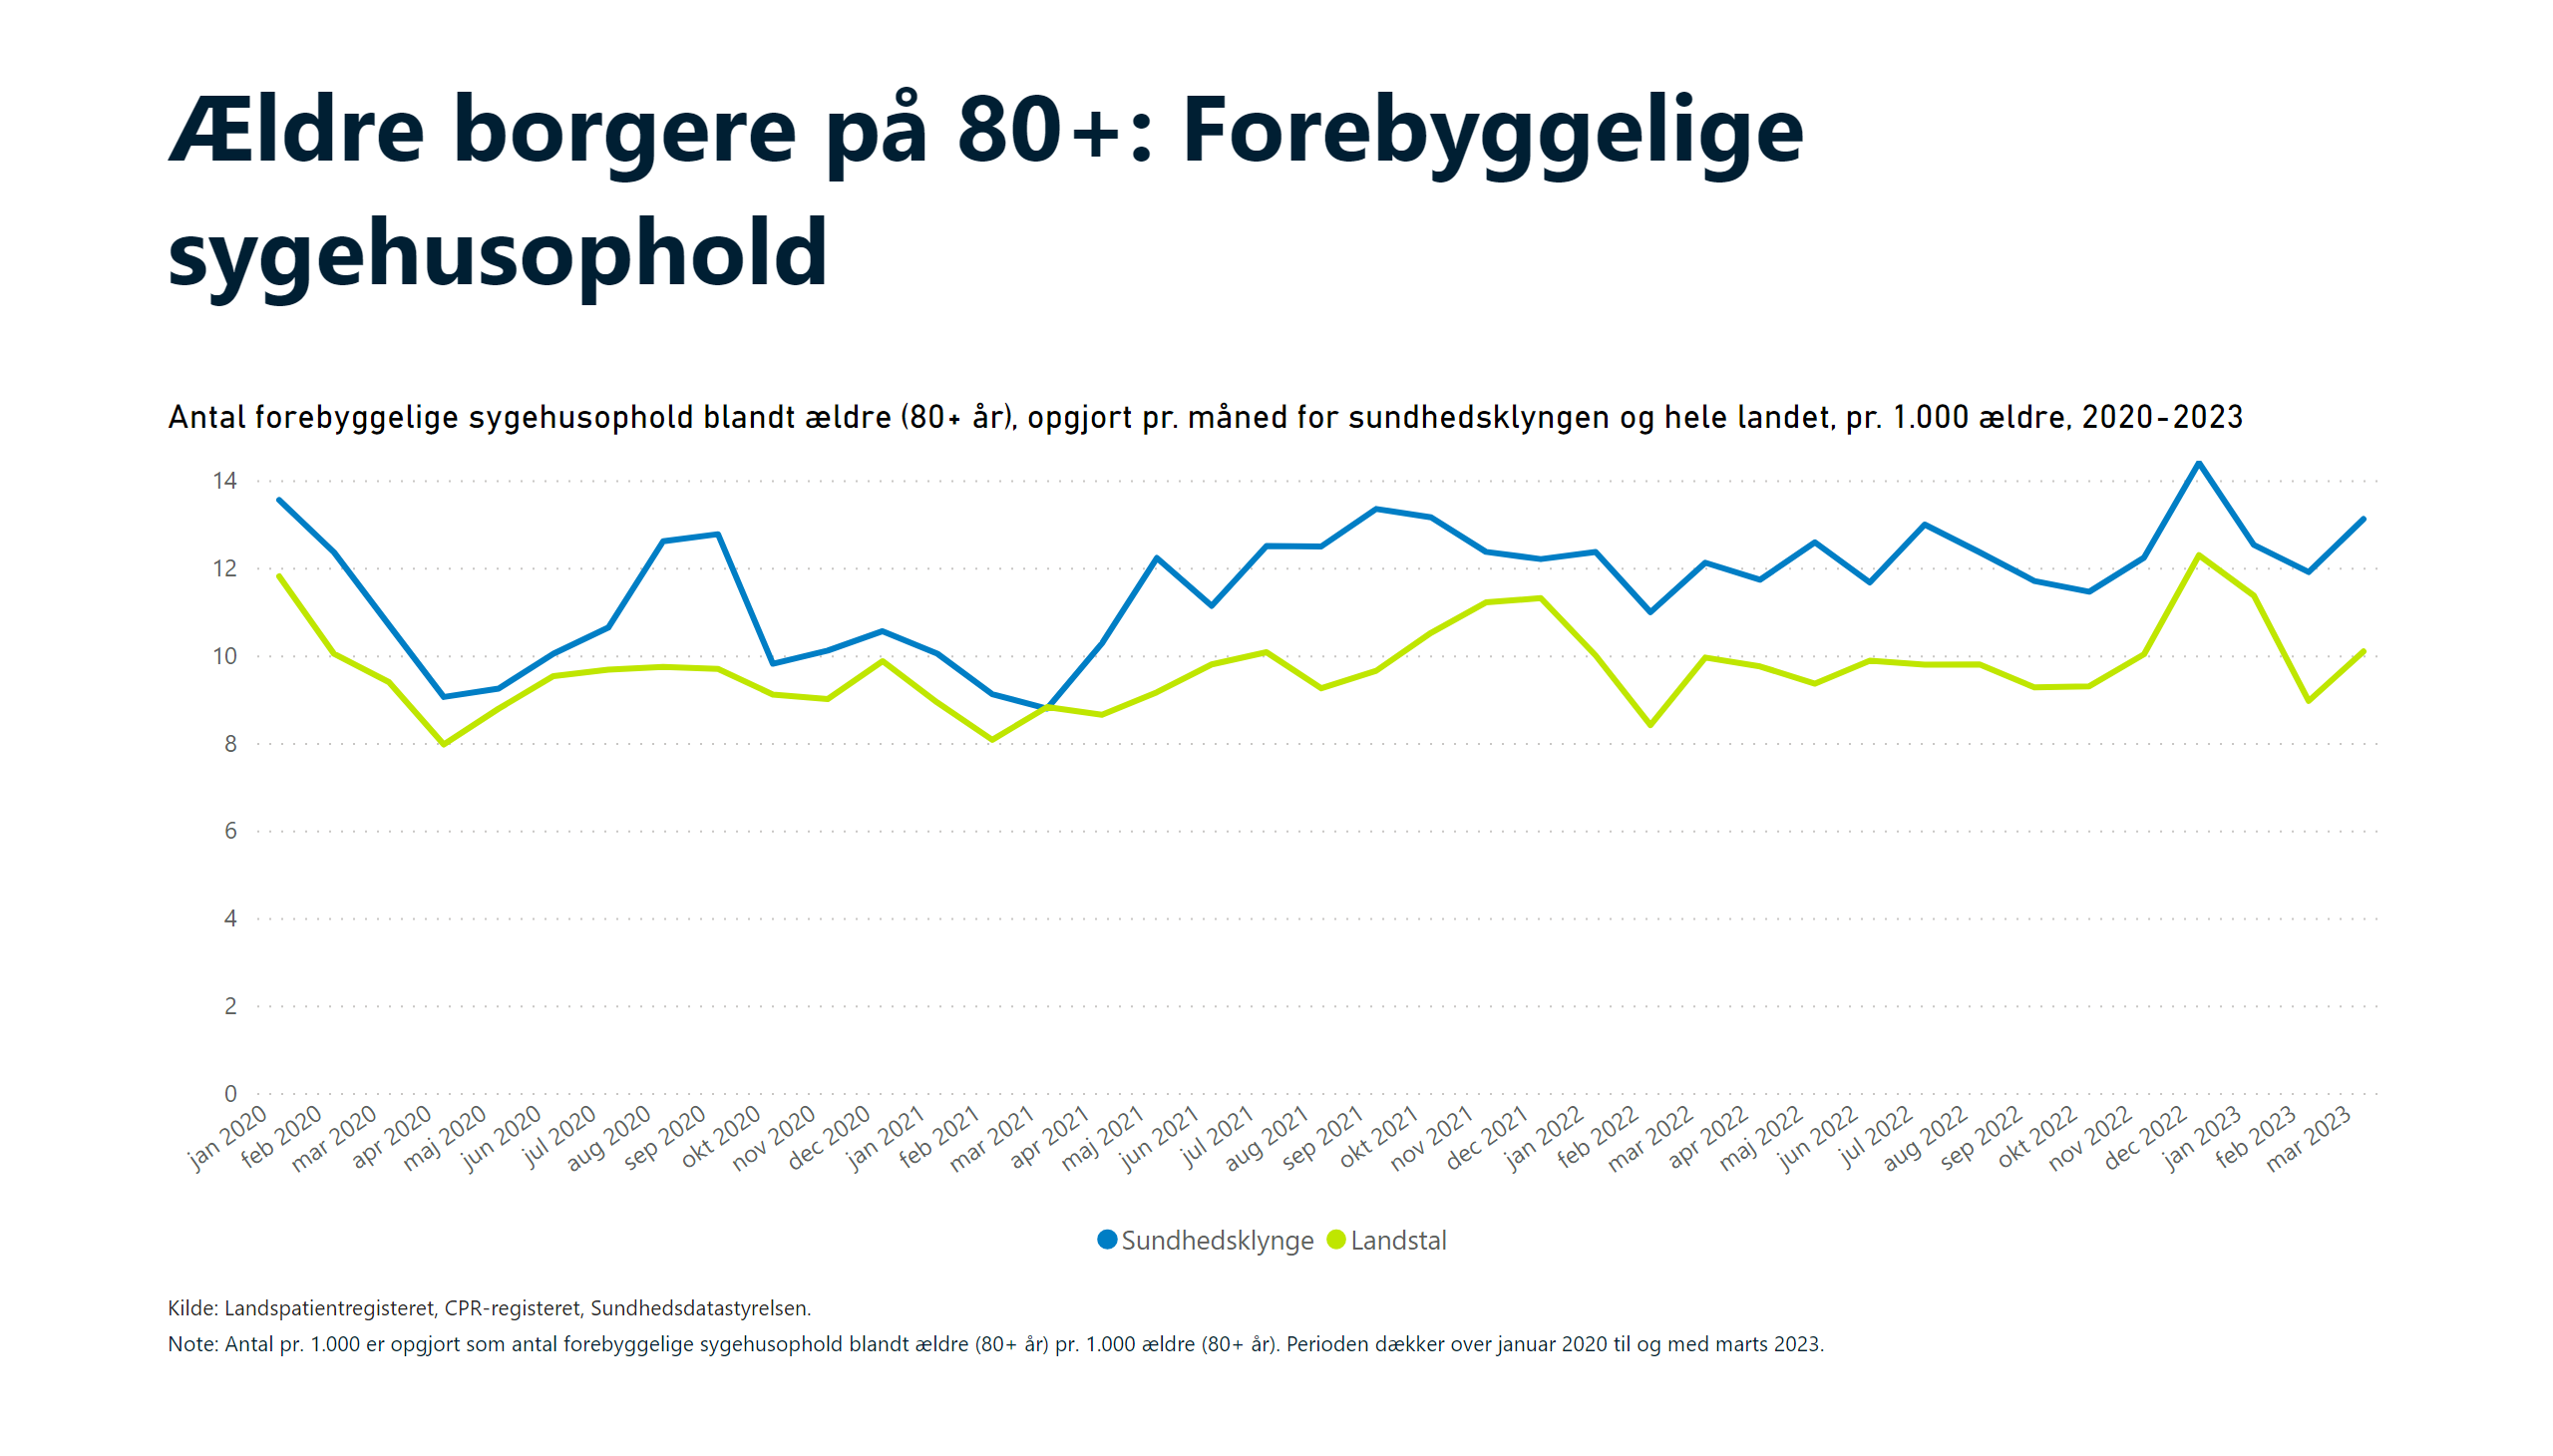 Ældre borgere på 80+: Forebyggelige
sygehusophold
Antal forebyggelige sygehusophold blandt ældre (80+ år), opgjort pr. måned for sundhedsklyngen og hele landet, pr. 1.000 ældre, 2020-2023
14
12
10
8
6
4
2
0
jan 2020
feb 2020
mar 2020
apr 2020
maj 2020
jun 2020
jul 2020
aug 2020
sep 2020
okt 2020
nov 2020
dec 2020
jan 2021
feb 2021
mar 2021
apr 2021
maj 2021
jun 2021
jul 2021
aug 2021
sep 2021
okt 2021
nov 2021
dec 2021
jan 2022
feb 2022
mar 2022
apr 2022
maj 2022
jun 2022
jul 2022
aug 2022
sep 2022
okt 2022
nov 2022
dec 2022
jan 2023
feb 2023
mar 2023
Sundhedsklynge Landstal
Kilde: Landspatientregisteret, CPR-registeret, Sundhedsdatastyrelsen.
Note: Antal pr. 1.000 er opgjort som antal forebyggelige sygehusophold blandt ældre (80+ år) pr. 1.000 ældre (80+ år). Perioden dækker over januar 2020 til og med marts 2023.